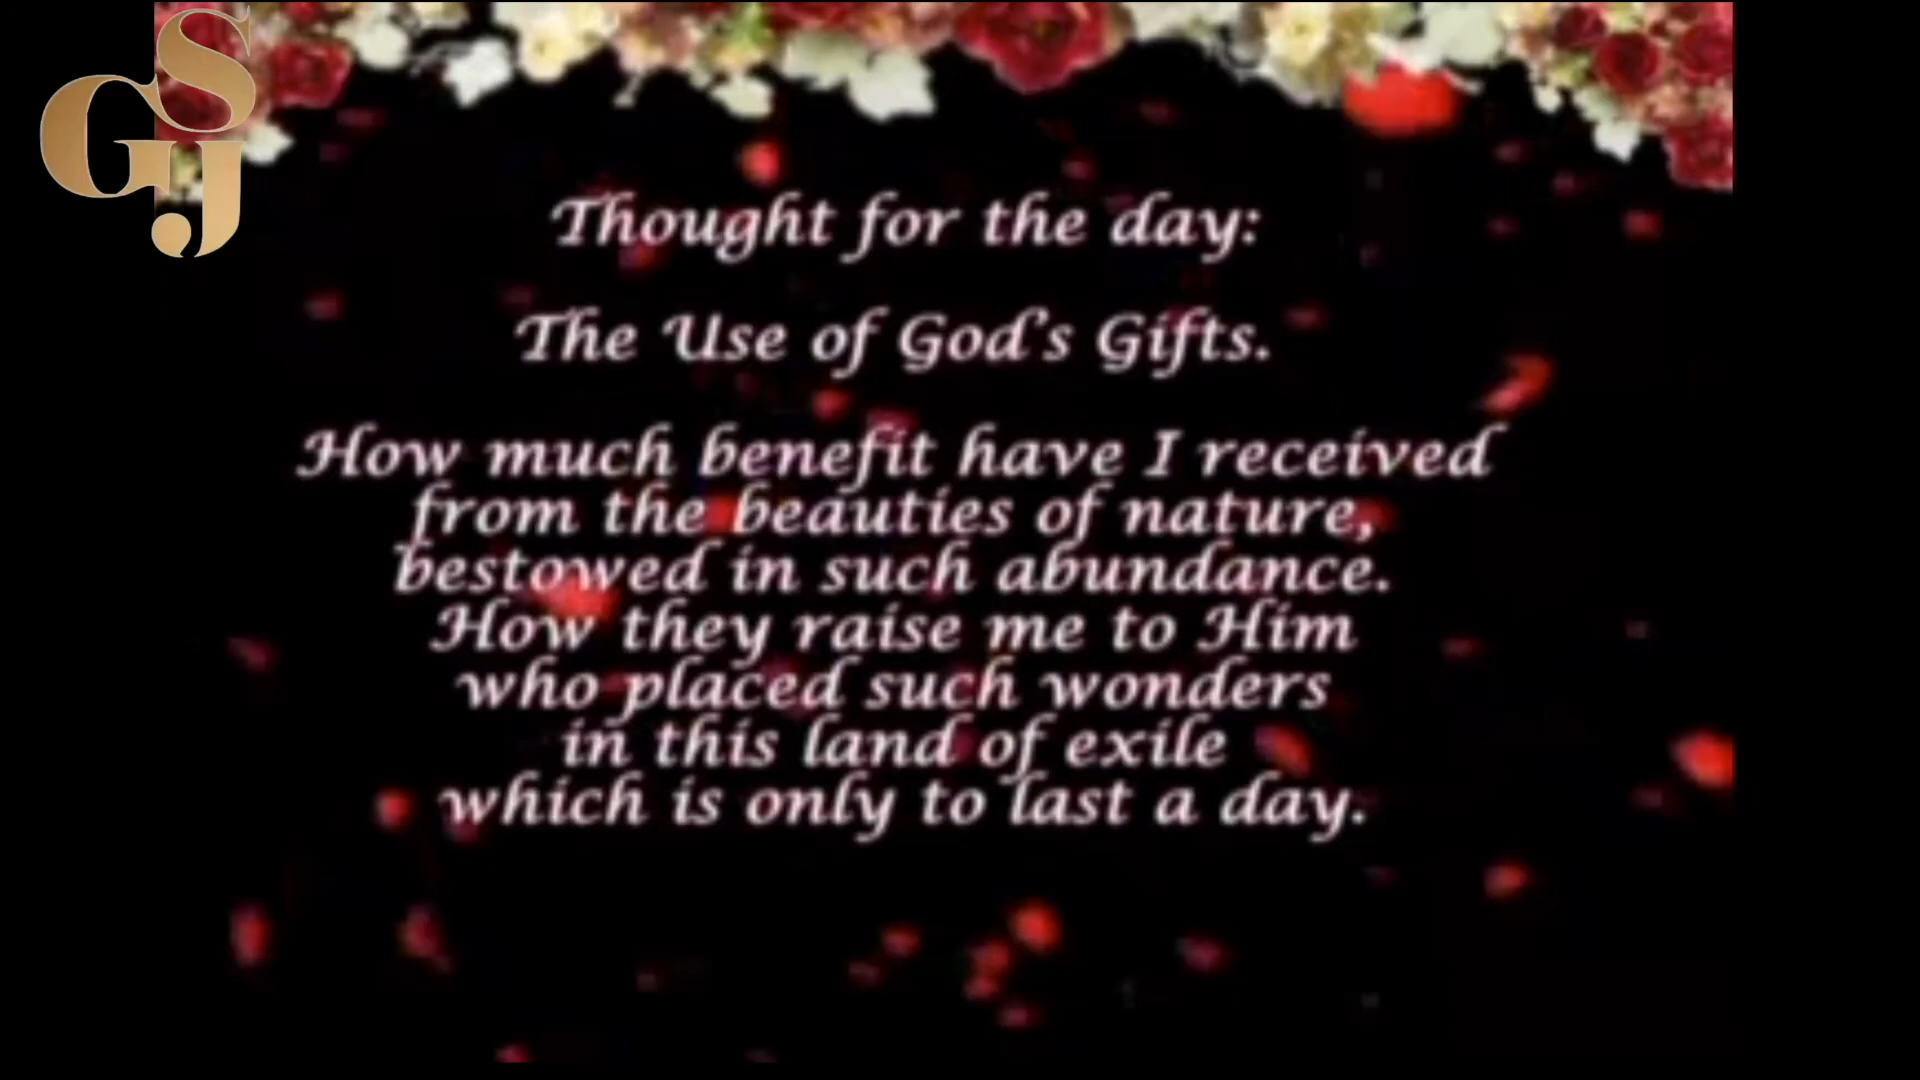 GSJ
Thought for the day:
The Use of God's Gifts.
How much benefit have I received
from the beauties of nature,
bestowed in such abundance.
How they raise me to Him
who placed such wonders
in this land of exile
which is only to last a day.